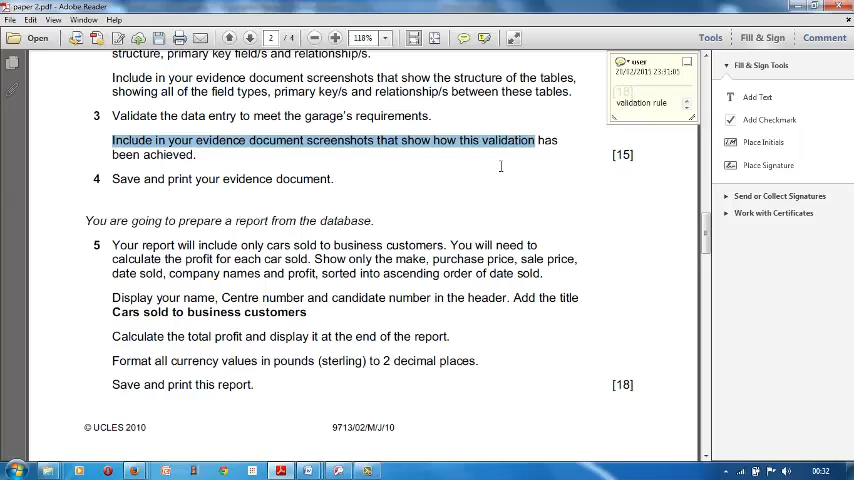 paper 2.pdf - Adobe Reader
File Edit View Window Help
Open 2 / 4 118% Tools Fill & Sign Comment
structure, primary key field/s and relationship/s.
Include in your evidence document screenshots that show the structure of the tables,
showing all of the field types, primary key/s and relationship/s between these tables.
3 Validate the data entry to meet the garage's requirements.
Include in your evidence document screenshots that show how this validation has
been achieved. [15]
4 Save and print your evidence document.
You are going to prepare a report from the database.
5 Your report will include only cars sold to business customers. You will need to
calculate the profit for each car sold. Show only the make, purchase price, sale price,
date sold, company names and profit, sorted into ascending order of date sold.
Display your name, Centre number and candidate number in the header. Add the title
Cars sold to business customers
Calculate the total profit and display it at the end of the report.
Format all currency values in pounds (sterling) to 2 decimal places.
Save and print this report. [18]
© UCLES 2010 9713/02/M/J/10
user
20/02/2015 23:31:05
[18]
validation rule
Fill & Sign Tools
Add Text
Add Checkmark
Place Initials
Place Signature
Send or Collect Signatures
Work with Certificates
00:32